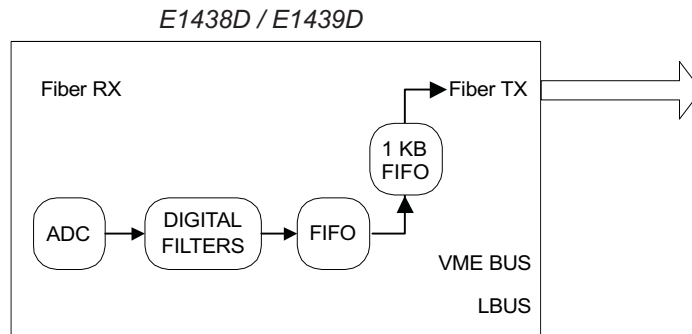 E1438D / E1439D
Fiber RX
Fiber TX
1 KB
FIFO
ADC
DIGITAL
FILTERS
FIFO
VME BUS
LBUS